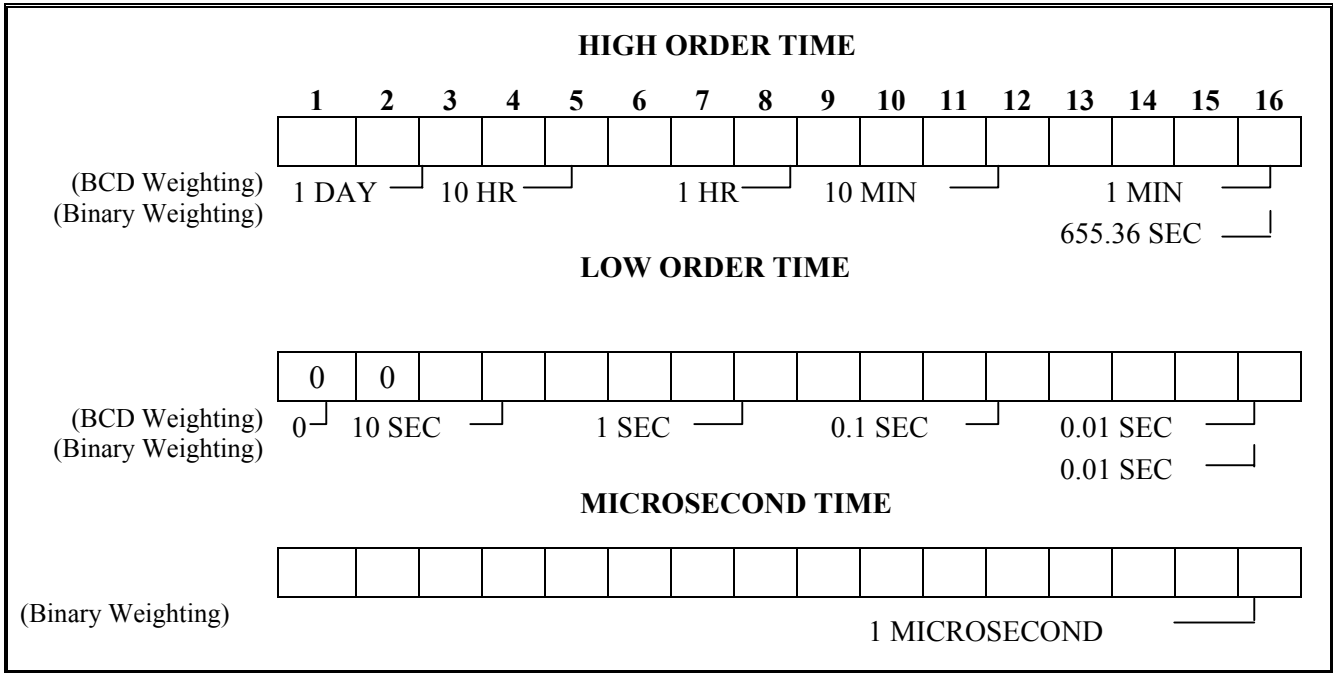 HIGH ORDER TIME
1 2 3 4 5 6 7 8 9 10 11 12 13 14 15 16
(BCD Weighting) 1 DAY 10 HR 1 HR 10 MIN 1 MIN
(Binary Weighting) 655.36 SEC
LOW ORDER TIME
0 0
(BCD Weighting) 0 10 SEC 1 SEC 0.1 SEC 0.01 SEC
(Binary Weighting) 0.01 SEC
MICROSECOND TIME
(Binary Weighting) 1 MICROSECOND